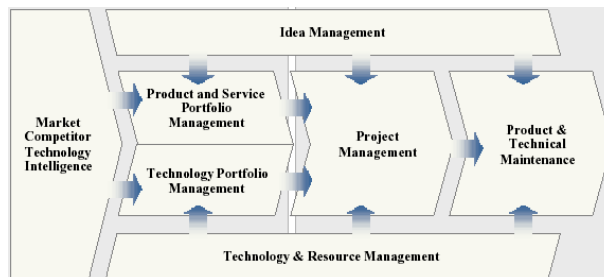 Idea Management
Market
Competitor
Technology
Intelligence
Product and Service
Portfolio
Management
Technology Portfolio
Management
Project
Management
Product &
Technical
Maintenance
Technology & Resource Management